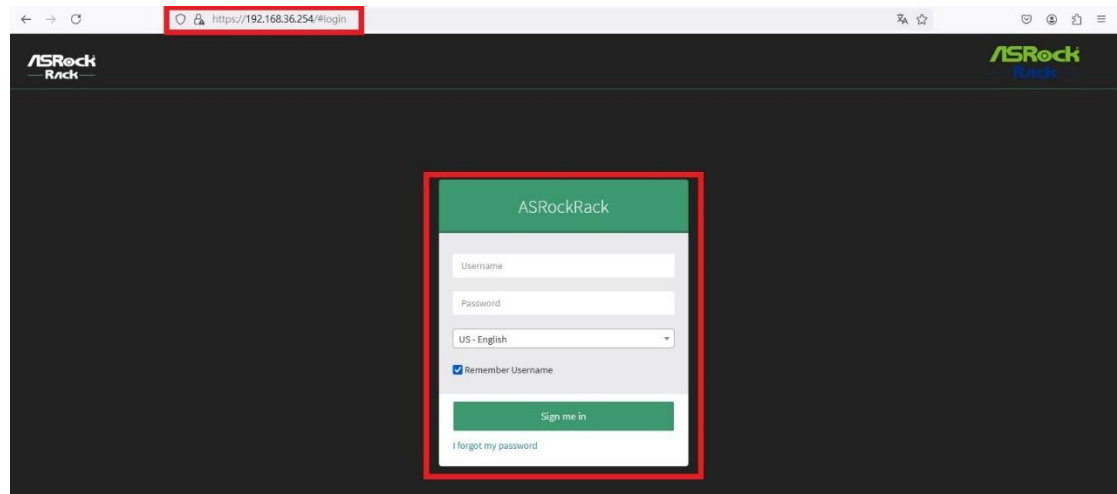 https://192.168.36.254/#login
ASRock
Rack
ASRock
Rack
ASRockRack
Username
Password
US - English
Remember Username
Sign me in
I forgot my password